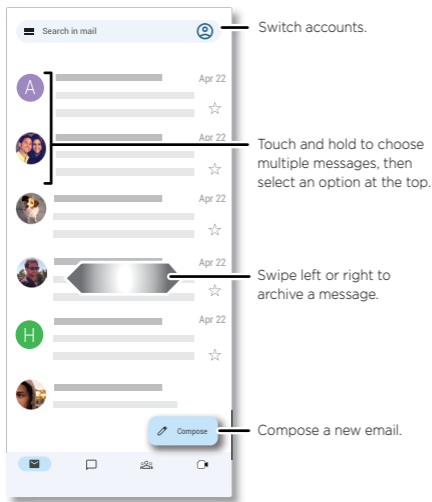 Search in mail
Switch accounts.
A
Apr 22
Apr 22
Touch and hold to choose
multiple messages, then
select an option at the top.
Apr 22
Apr 22
Swipe left or right to
archive a message.
H
Apr 22
Compose
Compose a new email.